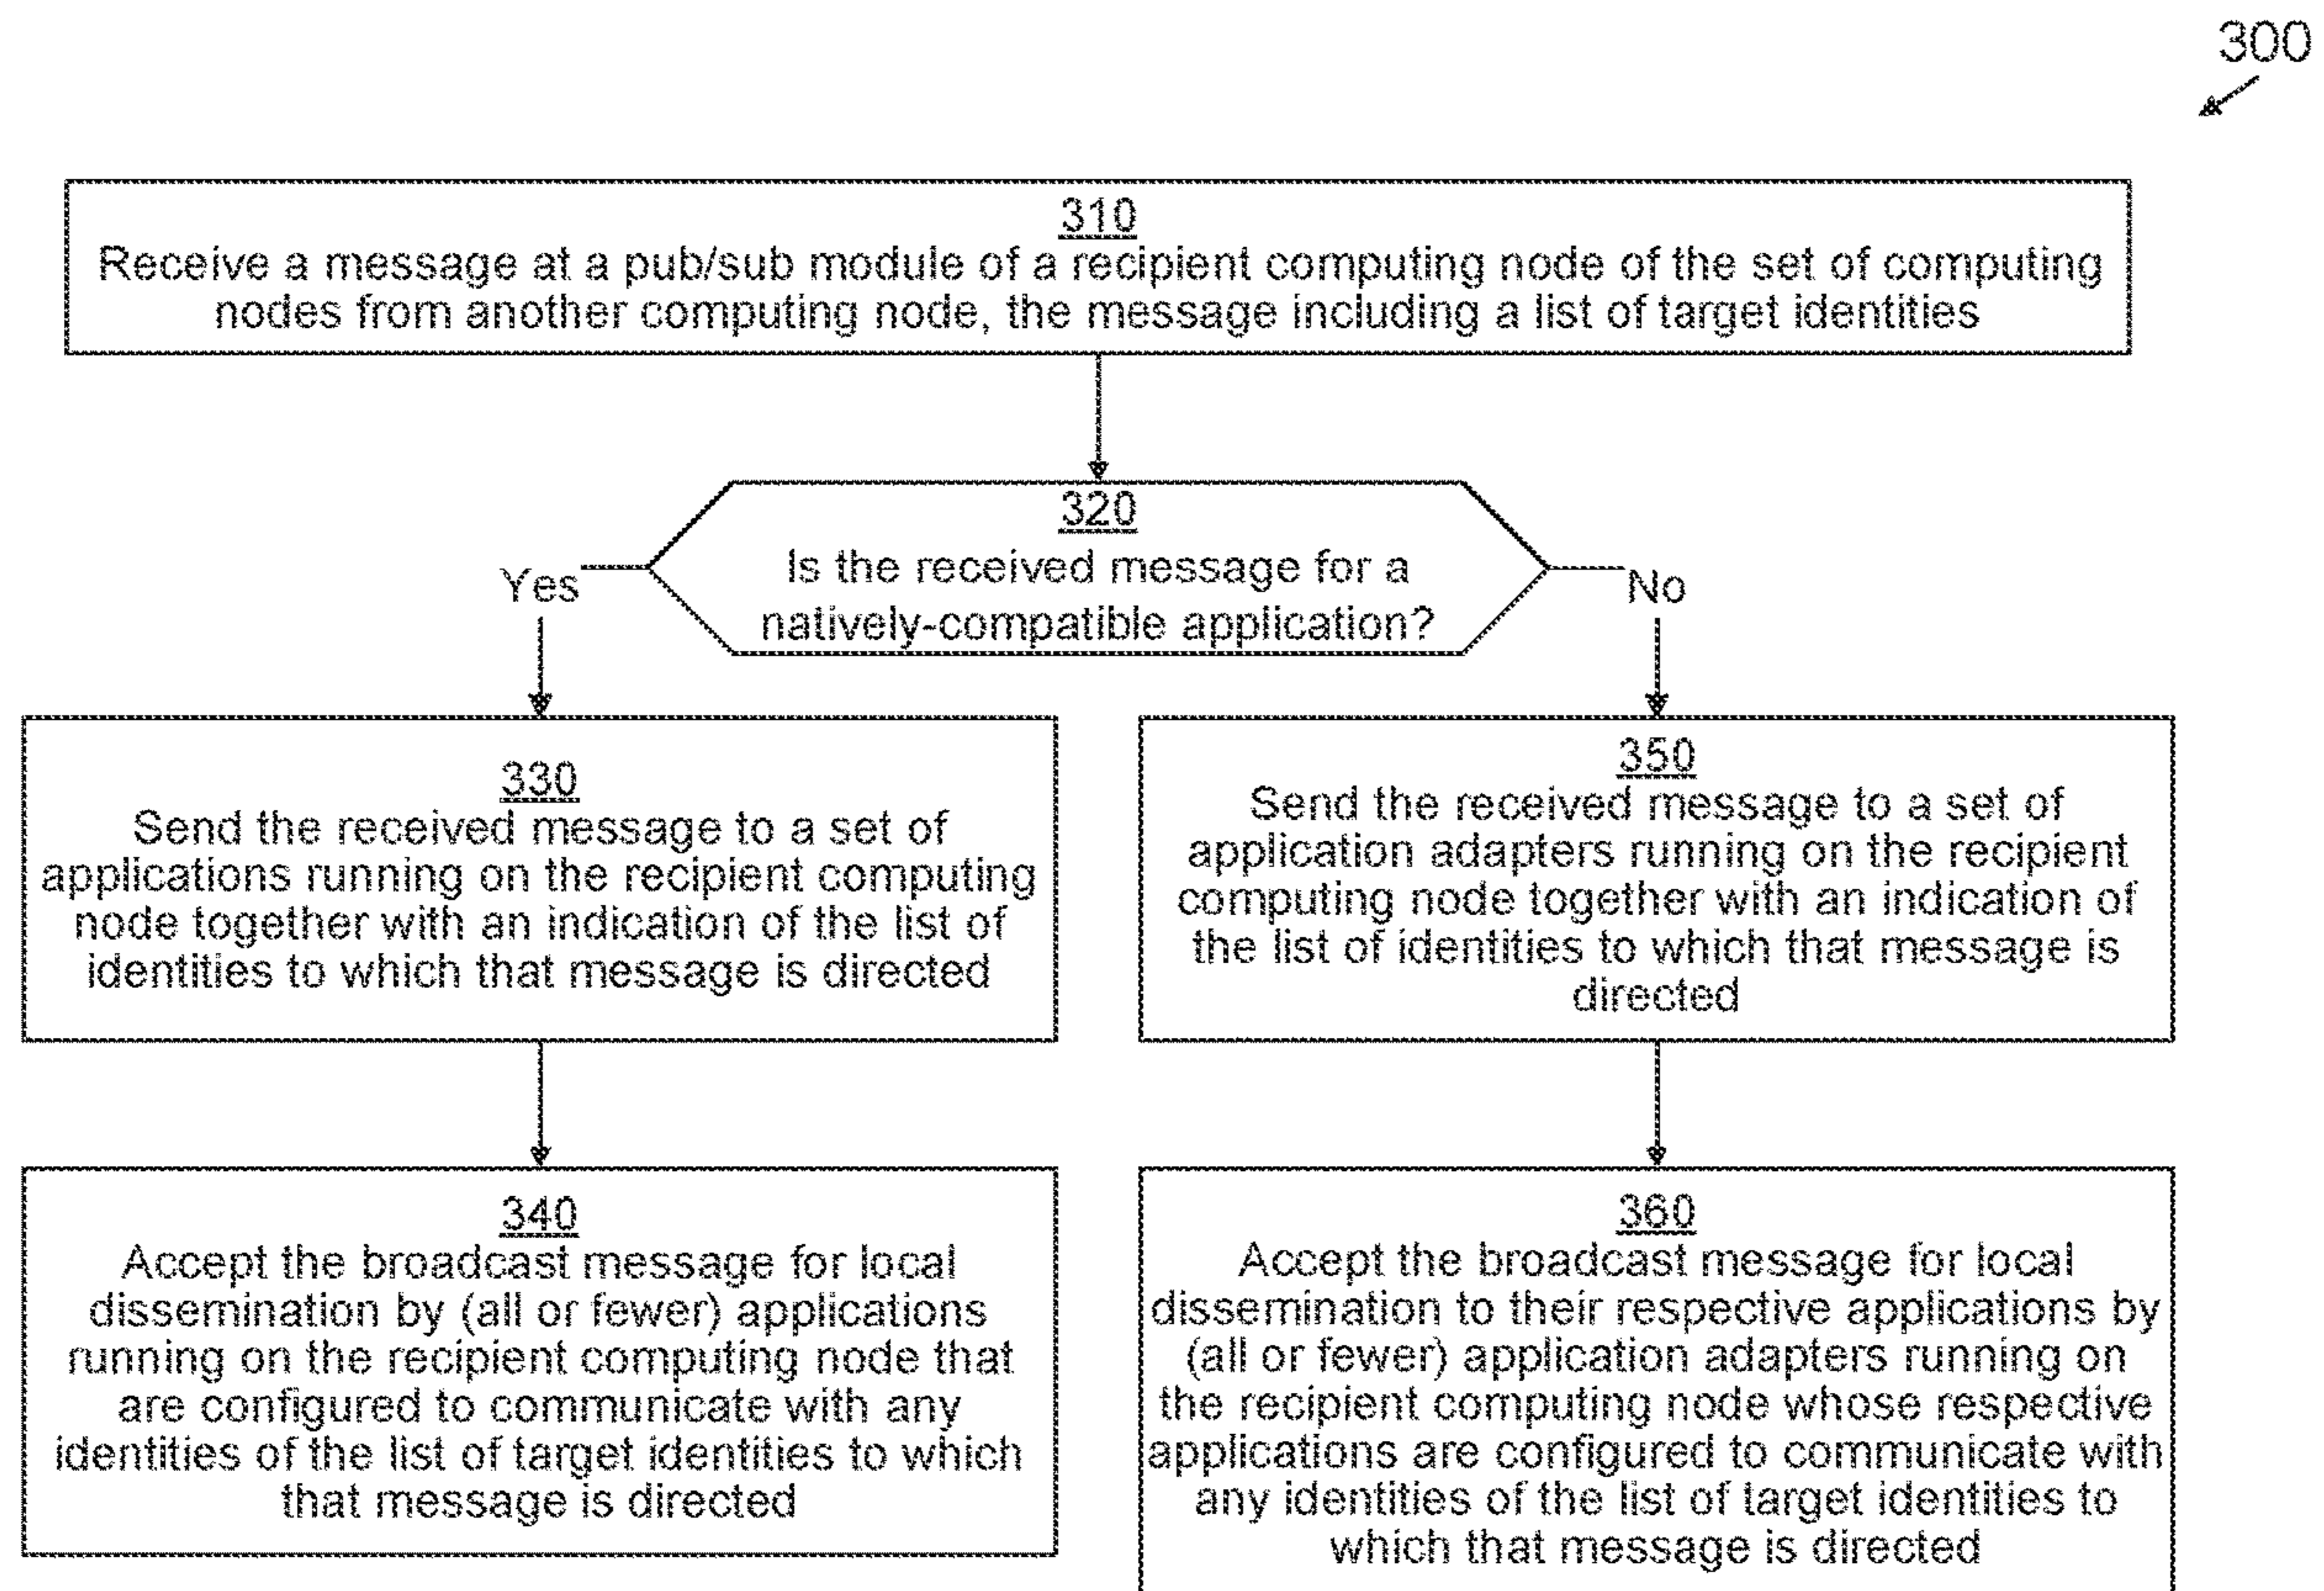 300
310
Receive a message at a pub/sub module of a recipient computing node of the set of computing
nodes from another computing node, the message including a list of target identities
320
Is the received message for a
natively-compatible application?
Yes
No
330
Send the received message to a set of
applications running on the recipient computing
node together with an indication of the list of
identities to which that message is directed
350
Send the received message to a set of
application adapters running on the recipient
computing node together with an indication of
the list of identities to which that message is
directed
340
Accept the broadcast message for local
dissemination by (all or fewer) applications
running on the recipient computing node that
are configured to communicate with any
identities of the list of target identities to which
that message is directed
360
Accept the broadcast message for local
dissemination to their respective applications by
(all or fewer) application adapters running on
the recipient computing node whose respective
applications are configured to communicate with
any identities of the list of target identities to
which that message is directed